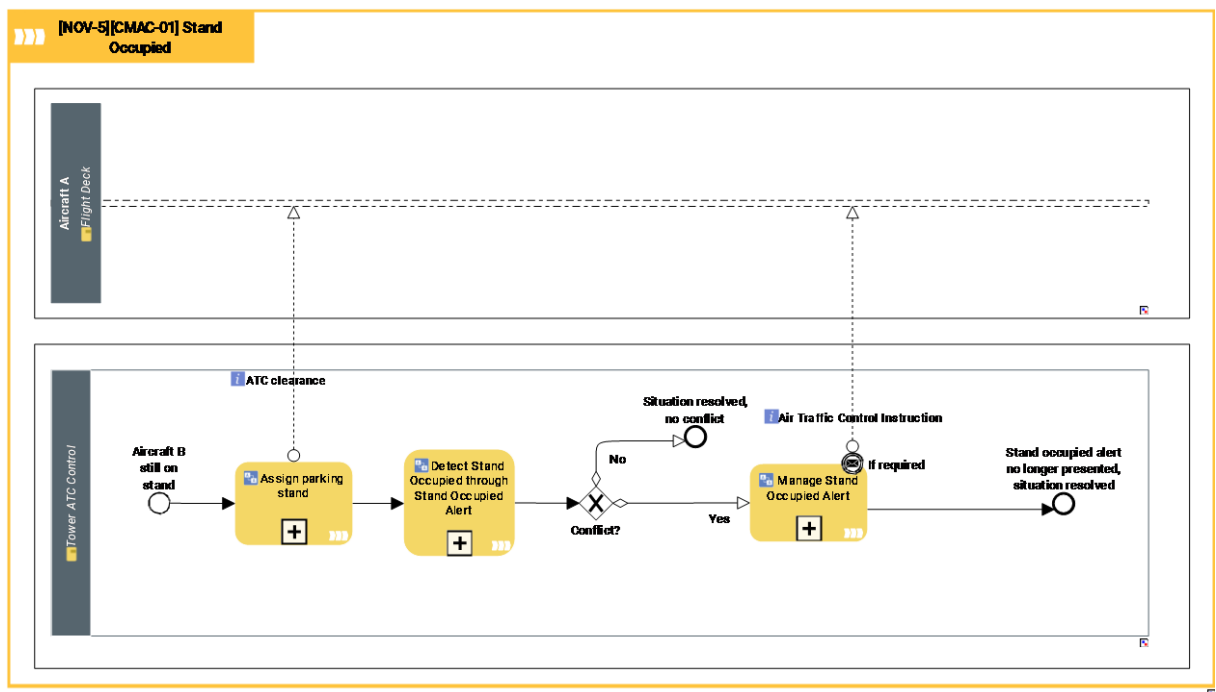 [NOV-5][CMAC-01] Stand
Occupied
Aircraft A
Flight Deck
Tower ATC Control
ATC clearance
Aircraft B
still on
stand
Assign parking
stand
Detect Stand
Occupied through
Stand Occupied
Alert
Conflict?
No
Situation resolved,
no conflict
Yes
Air Traffic Control Instruction
If required
Manage Stand
Occupied Alert
Stand occupied alert
no longer presented,
situation resolved